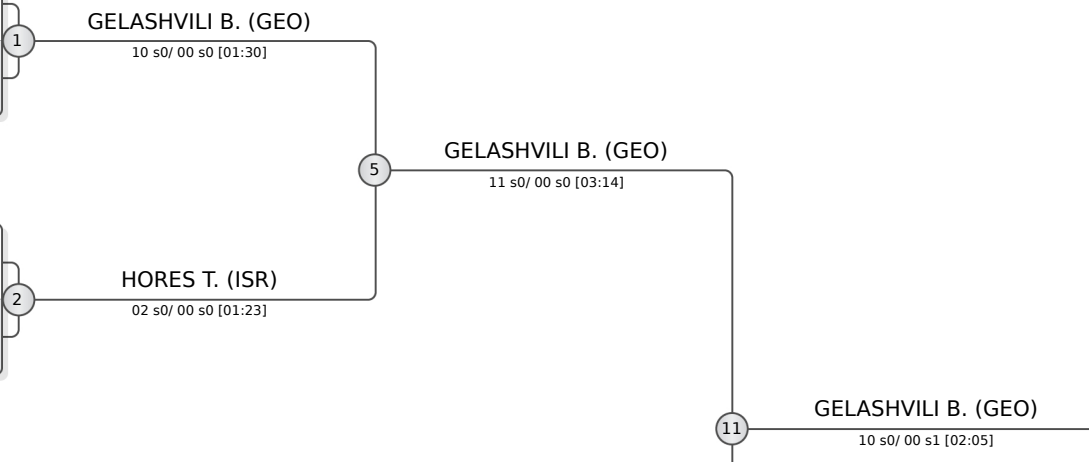 GELASHVILI B. (GEO)
1
10 s0/ 00 s0 [01:30]
GELASHVILI B. (GEO)
5
11 s0/ 00 s0 [03:14]
HORES T. (ISR)
2
02 s0/ 00 s0 [01:23]
GELASHVILI B. (GEO)
11
10 s0/ 00 s1 [02:05]